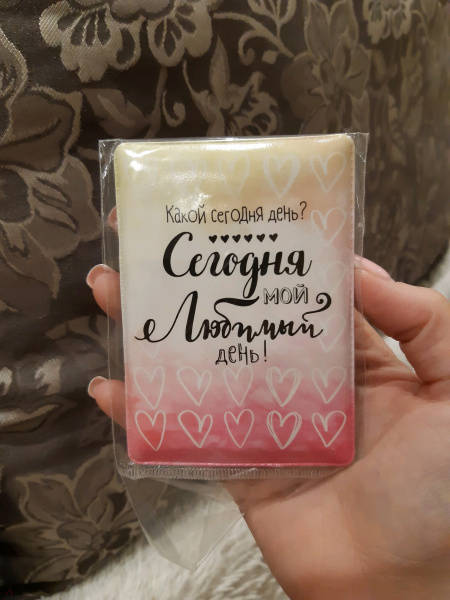 Какой сегодня день?
Сегодня
мой
Любимый
день!